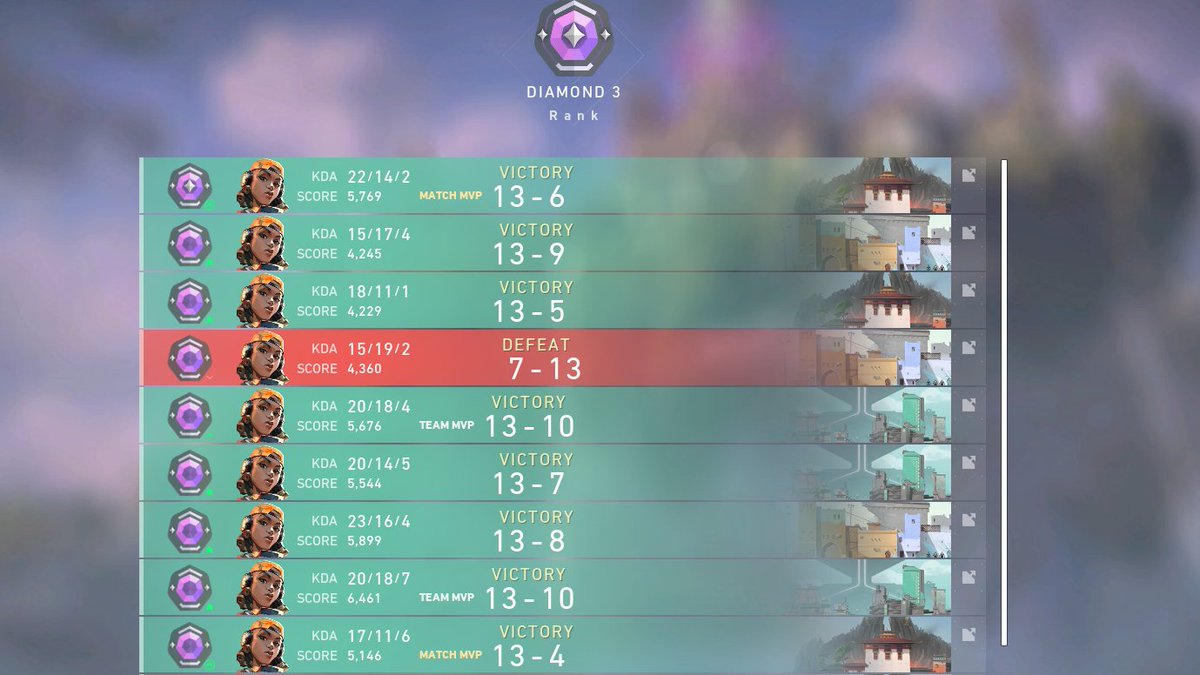 DIAMOND 3
Rank
KDA 22/14/2 VICTORY
SCORE 5,769 MATCH MVP 13 - 6
KDA 15/17/4 VICTORY
SCORE 4,245 13 - 9
KDA 18/11/1 VICTORY
SCORE 4,229 13 - 5
KDA 15/19/2 DEFEAT
SCORE 4,360 7 - 13
KDA 20/18/4 VICTORY
SCORE 5,676 TEAM MVP 13 - 10
KDA 20/14/5 VICTORY
SCORE 5,544 13 - 7
KDA 23/16/4 VICTORY
SCORE 5,899 13 - 8
KDA 20/18/7 VICTORY
SCORE 6,461 TEAM MVP 13 - 10
KDA 17/11/6 VICTORY
SCORE 5,146 MATCH MVP 13 - 4